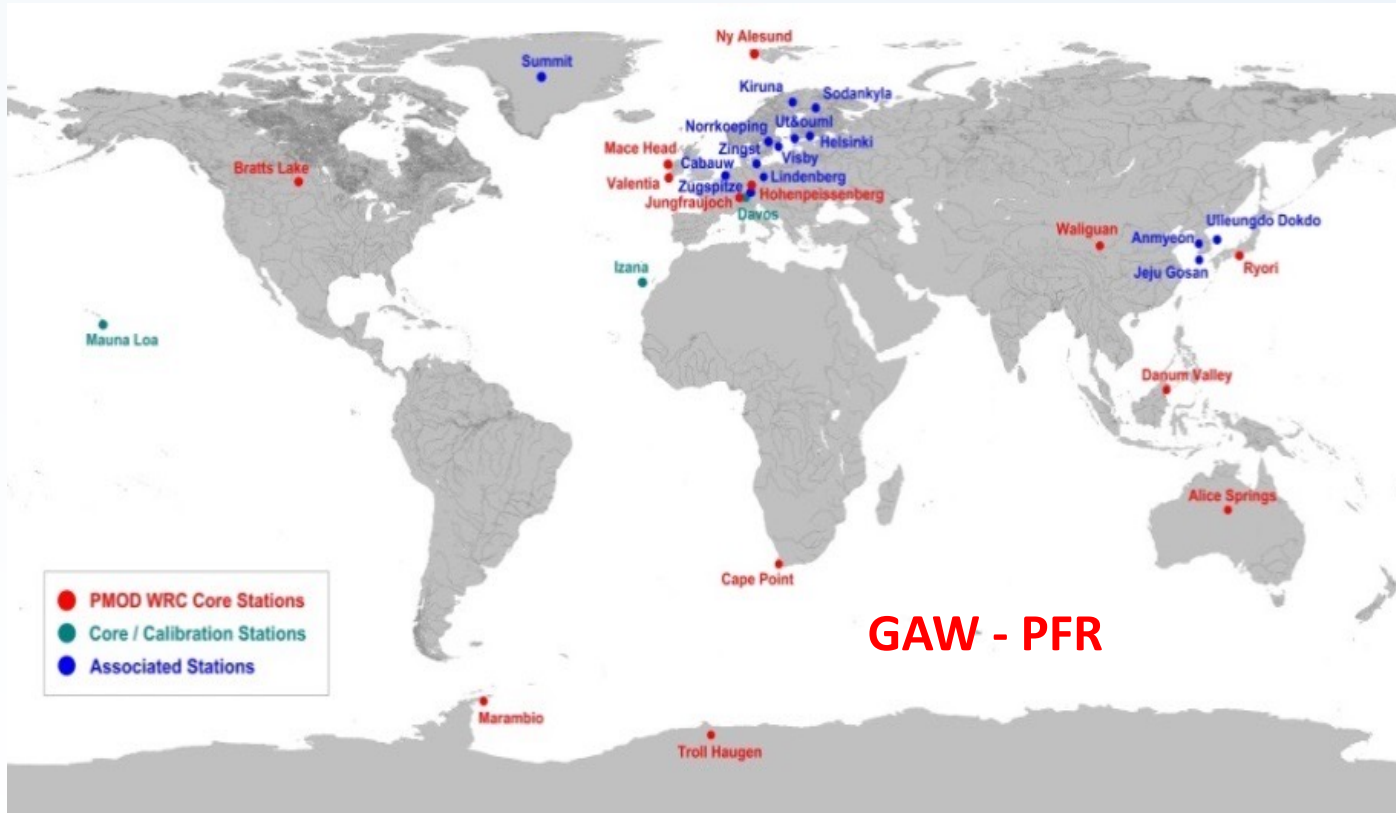 Ny Alesund
Summit
Kiruna
Sodankyla
Norrkoeping
Ut&ouml
Helsinki
Mace Head
Zingst
Visby
Cabauw
Bratts Lake
Lindenberg
Valentia
Zugspitze
Hohenpeissenberg
Jungfraujoch
Davos
Ulleungdo Dokdo
Waliguan
Anmyeon
Izana
Jeju Gosan
Ryori
Mauna Loa
Danum Valley
Alice Springs
Cape Point
PMOD WRC Core Stations
Core / Calibration Stations
Associated Stations
GAW - PFR
Marambio
Troll Haugen